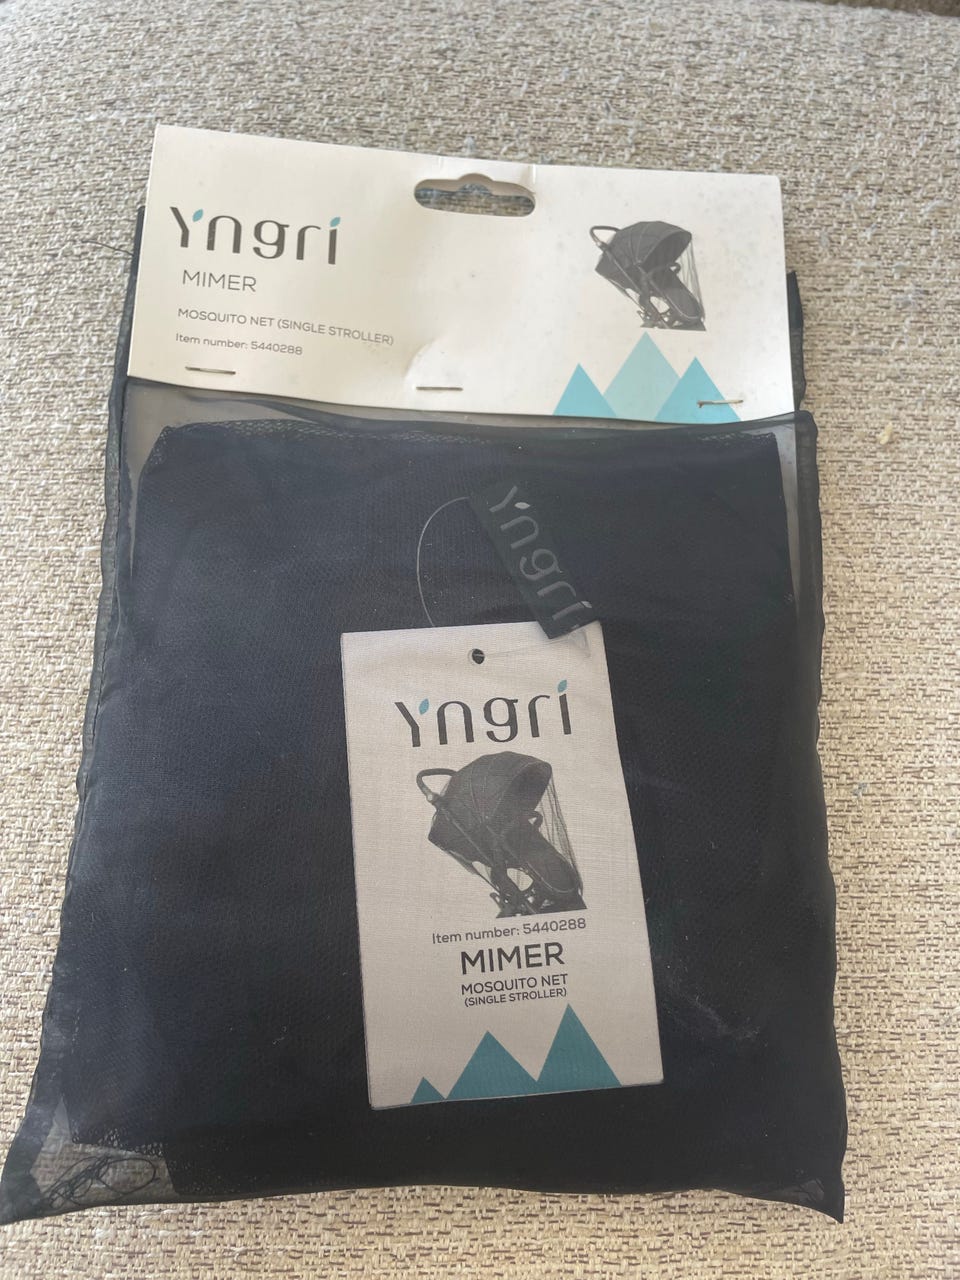 Yngri
MIMER
MOSQUITO NET (SINGLE STROLLER)
Item number: 5440288
Yngri
Yngri
Item number: 5440288
MIMER
MOSQUITO NET
(SINGLE STROLLER)